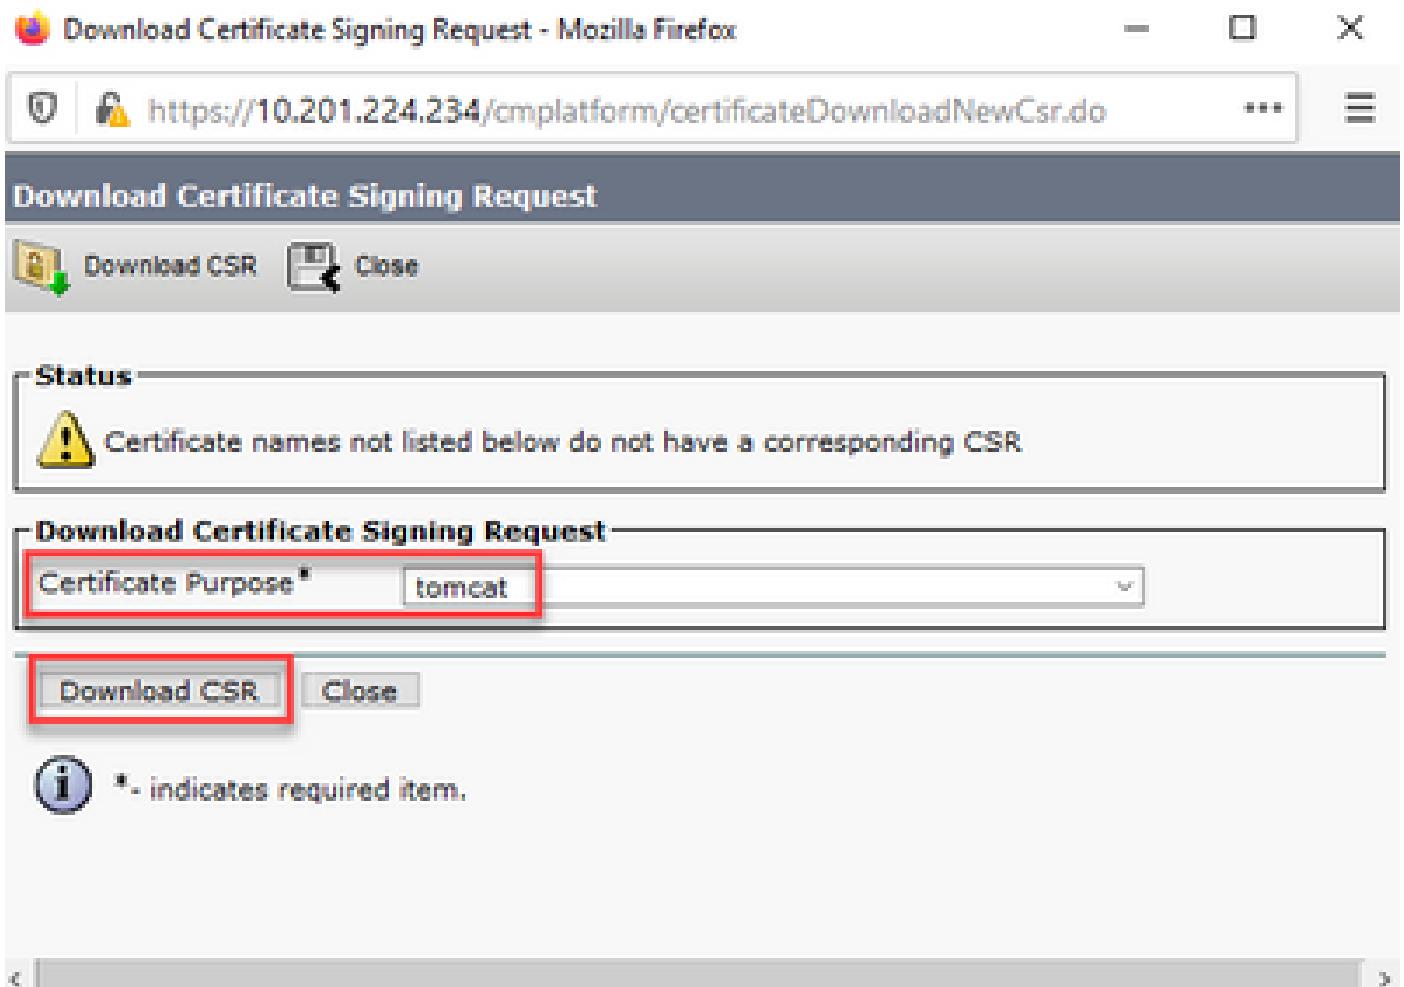 Download Certificate Signing Request - Mozilla Firefox
https://10.201.224.234/cmplatform/certificateDownloadNewCsr.do
Download Certificate Signing Request
Download CSR Close
Status
Certificate names not listed below do not have a corresponding CSR
Download Certificate Signing Request
Certificate Purpose* tomcat
Download CSR Close
*- indicates required item.